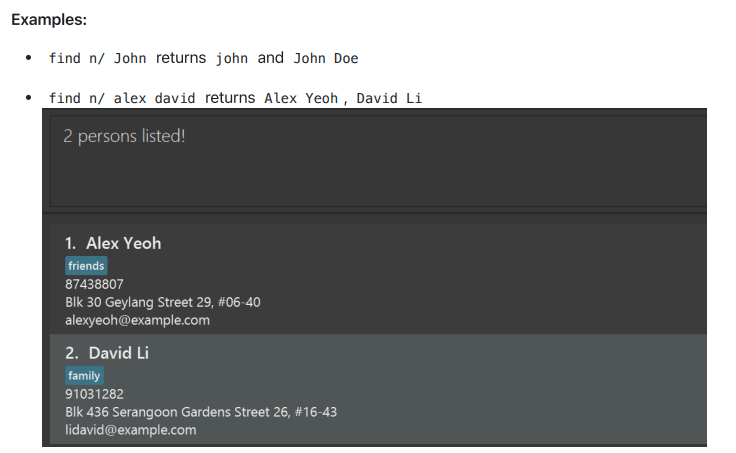 Examples:
• find n/ John returns john and John Doe
• find n/ alex david returns Alex Yeoh, David Li
2 persons listed!
1. Alex Yeoh
friends
87438807
Blk 30 Geylang Street 29, #06-40
alexyeoh@example.com
2. David Li
family
91031282
Blk 436 Serangoon Gardens Street 26, #16-43
lidavid@example.com